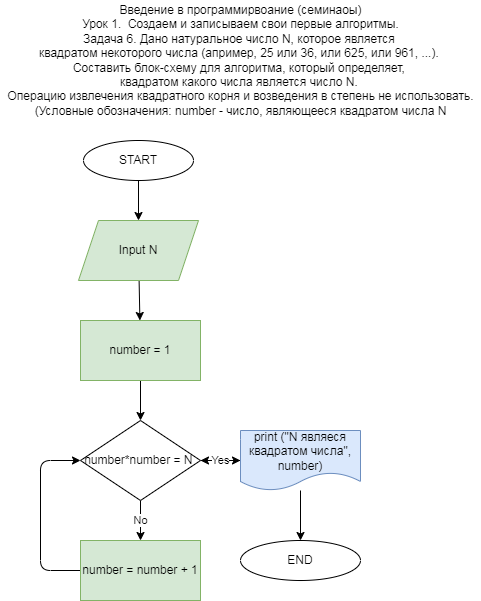 Введение в программривоание (семинаоы)
Урок 1. Создаем и записываем свои первые алгоритмы.
Задача 6. Дано натуральное число N, которое является
квадратом некоторого числа (апример, 25 или 36, или 625, или 961, ...).
Составить блок-схему для алгоритма, который определяет,
квадратом какого числа является число N.
Операцию извлечения квадратного корня и возведения в степень не использовать.
(Условные обозначения: number - число, являющееся квадратом числа N
START
Input N
number = 1
number*number = N
Yes
print ("N являеся
квадратом числа",
number)
No
number = number + 1
END